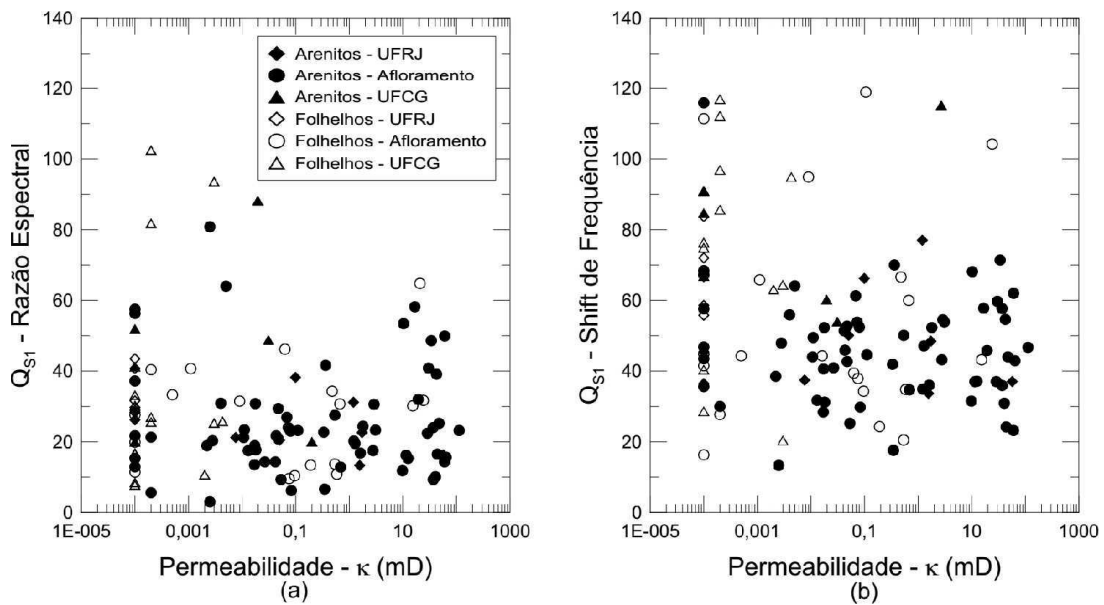 140
120
100
80
60
40
20
0
Q_S1 - Razão Espectral
Arenitos - UFRJ
Arenitos - Afloramento
Arenitos - UFCG
Folhelhos - UFRJ
Folhelhos - Afloramento
Folhelhos - UFCG
1E-005 0,001 0,1 10 1000
Permeabilidade - κ (mD)
(a)
140
120
100
80
60
40
20
0
Q_S1 - Shift de Frequência
1E-005 0,001 0,1 10 1000
Permeabilidade - κ (mD)
(b)